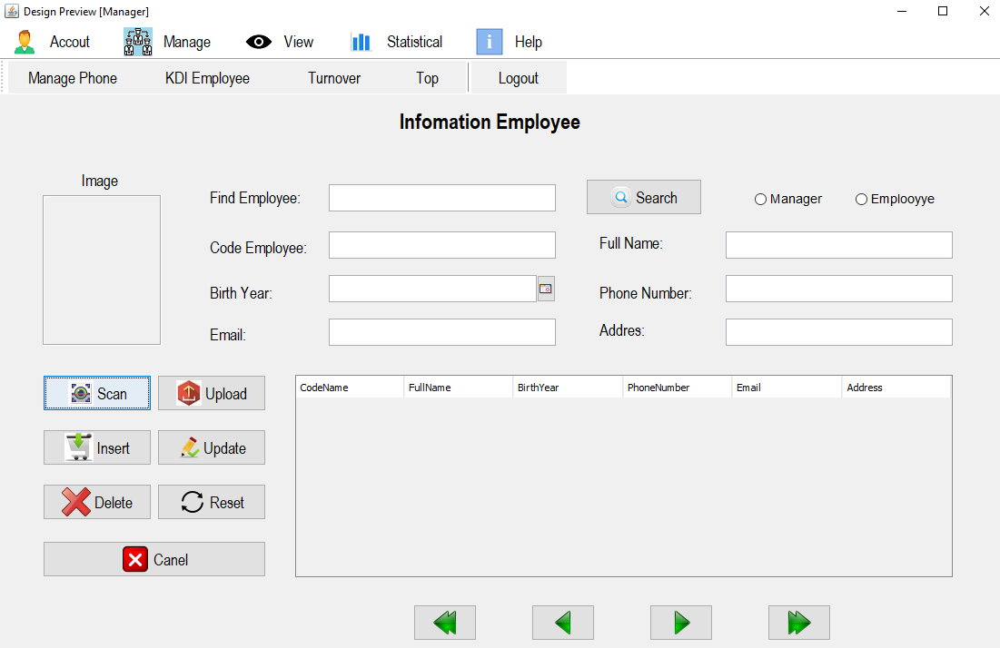 Design Preview [Manager]
Accout Manage View Statistical Help
Manage Phone KDI Employee Turnover Top Logout
Infomation Employee
Image
Find Employee: Search Manager Emplooyye
Code Employee: Full Name:
Birth Year: Phone Number:
Email: Addres:
Scan Upload
CodeName FullName BirthYear PhoneNumber Email Address
Insert Update
Delete Reset
Canel